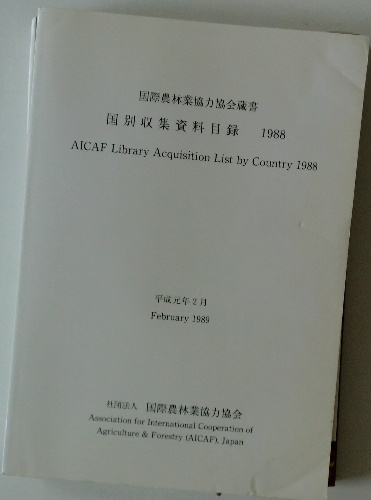 国際農林業協力協会蔵書
国別収集資料目録 1988
AICAF Library Acquisition List by Country 1988
平成元年2月
February 1989
社団法人 国際農林業協力協会
Association for International Cooperation of
Agriculture & Forestry (AICAF), Japan